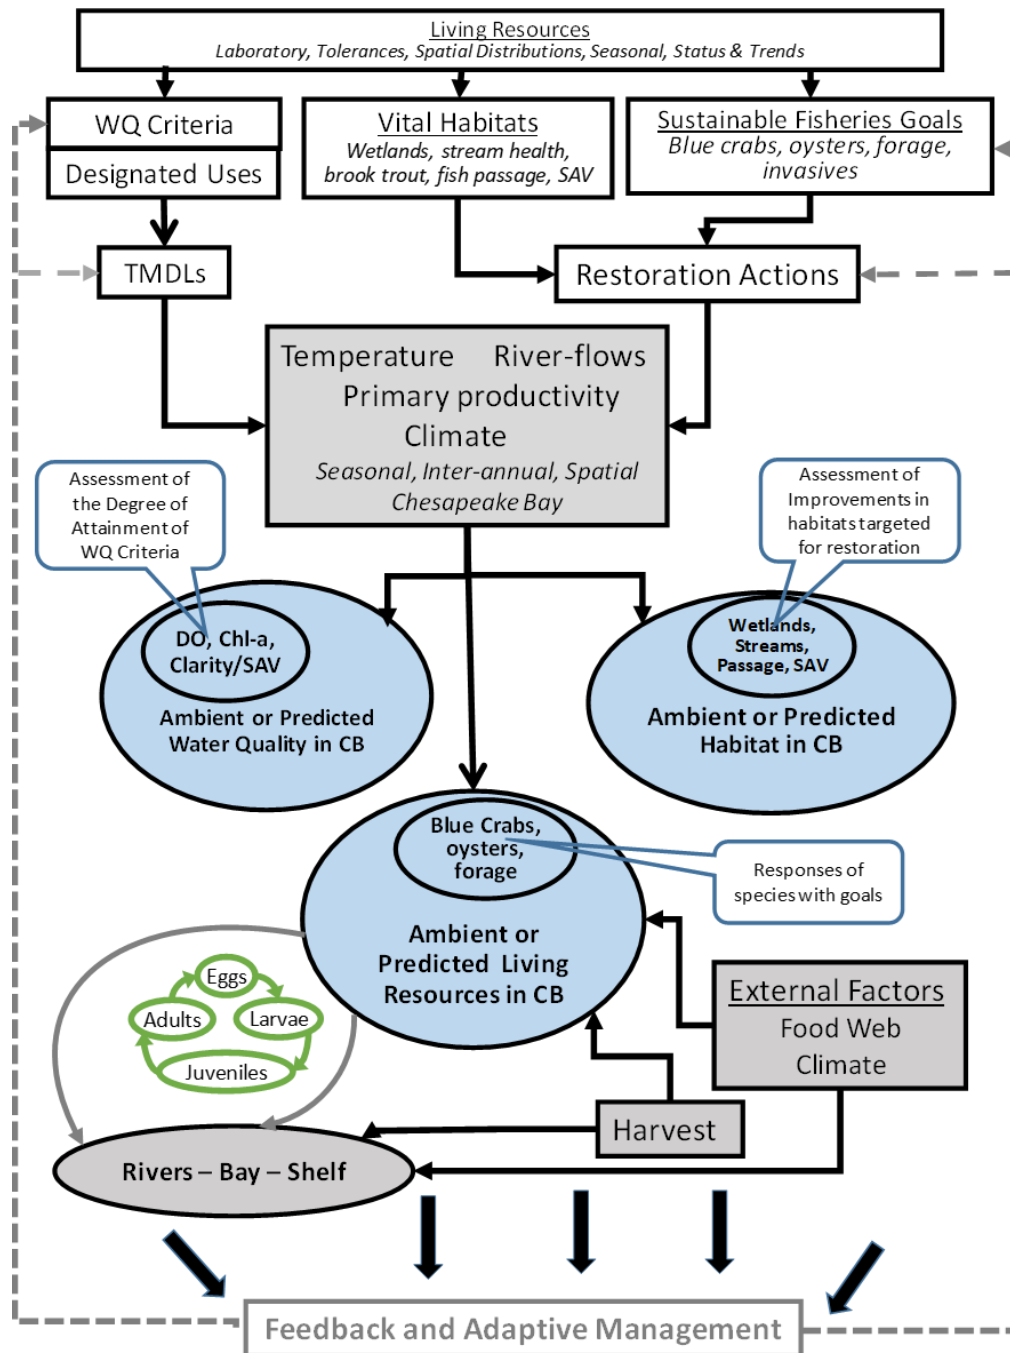 Living Resources
Laboratory, Tolerances, Spatial Distributions, Seasonal, Status & Trends
WQ Criteria
Designated Uses
Vital Habitats
Wetlands, stream health,
brook trout, fish passage, SAV
Sustainable Fisheries Goals
Blue crabs, oysters, forage,
invasives
TMDLs
Restoration Actions
Temperature River-flows
Primary productivity
Climate
Seasonal, Inter-annual, Spatial
Chesapeake Bay
Assessment of
the Degree of
Attainment of
WQ Criteria
Assessment of
Improvements in
habitats targeted
for restoration
DO, Chl-a,
Clarity/SAV
Ambient or Predicted
Water Quality in CB
Wetlands,
Streams,
Passage, SAV
Ambient or Predicted
Habitat in CB
Blue Crabs,
oysters,
forage
Responses of
species with goals
Ambient or
Predicted Living
Resources in CB
Eggs
Adults
Larvae
Juveniles
External Factors
Food Web
Climate
Harvest
Rivers – Bay – Shelf
Feedback and Adaptive Management